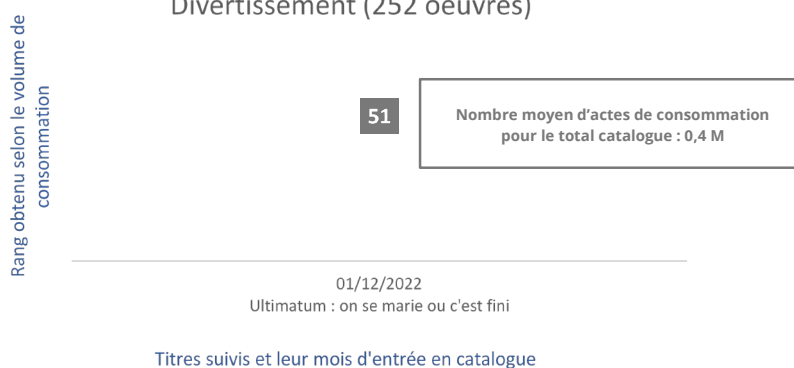 Divertissement (252 oeuvres)
Rang obtenu selon le volume de
consommation
51
Nombre moyen d’actes de consommation
pour le total catalogue : 0,4 M
01/12/2022
Ultimatum : on se marie ou c'est fini
Titres suivis et leur mois d'entrée en catalogue